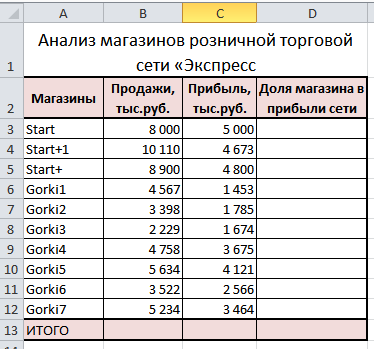 A B C D
1 Анализ магазинов розничной торговой
сети «Экспресс
2 Магазины Продажи, тыс.руб. Прибыль, тыс.руб. Доля магазина в прибыли сети
3 Start 8 000 5 000
4 Start+1 10 110 4 673
5 Start+ 8 900 4 800
6 Gorki1 4 567 1 453
7 Gorki2 3 398 1 785
8 Gorki3 2 229 1 674
9 Gorki4 4 758 3 675
10 Gorki5 5 634 4 121
11 Gorki6 3 522 2 566
12 Gorki7 5 234 3 464
13 ИТОГО